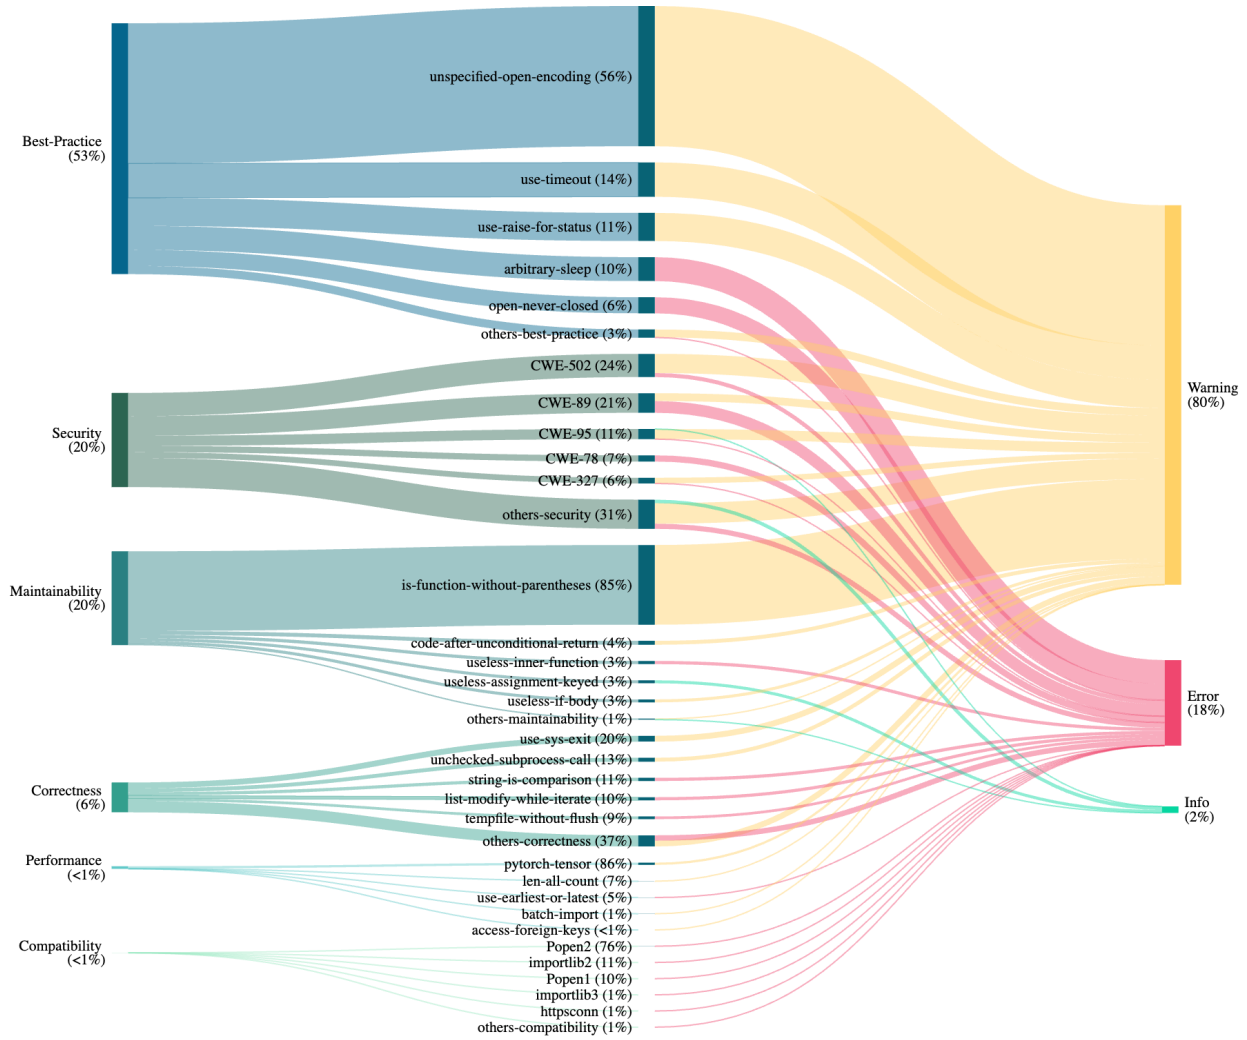 Best-Practice
(53%)
Security
(20%)
Maintainability
(20%)
Correctness
(6%)
Performance
(<1%)
Compatibility
(<1%)
unspecified-open-encoding (56%)
use-timeout (14%)
use-raise-for-status (11%)
arbitrary-sleep (10%)
open-never-closed (6%)
others-best-practice (3%)
CWE-502 (24%)
CWE-89 (21%)
CWE-95 (11%)
CWE-78 (7%)
CWE-327 (6%)
others-security (31%)
is-function-without-parentheses (85%)
code-after-unconditional-return (4%)
useless-inner-function (3%)
useless-assignment-keyed (3%)
useless-if-body (3%)
others-maintainability (1%)
use-sys-exit (20%)
unchecked-subprocess-call (13%)
string-is-comparison (11%)
list-modify-while-iterate (10%)
tempfile-without-flush (9%)
others-correctness (37%)
pytorch-tensor (86%)
len-all-count (7%)
use-earliest-or-latest (5%)
batch-import (1%)
access-foreign-keys (<1%)
Popen2 (76%)
importlib2 (11%)
Popen1 (10%)
importlib3 (1%)
httpsconn (1%)
others-compatibility (1%)
Warning
(80%)
Error
(18%)
Info
(2%)